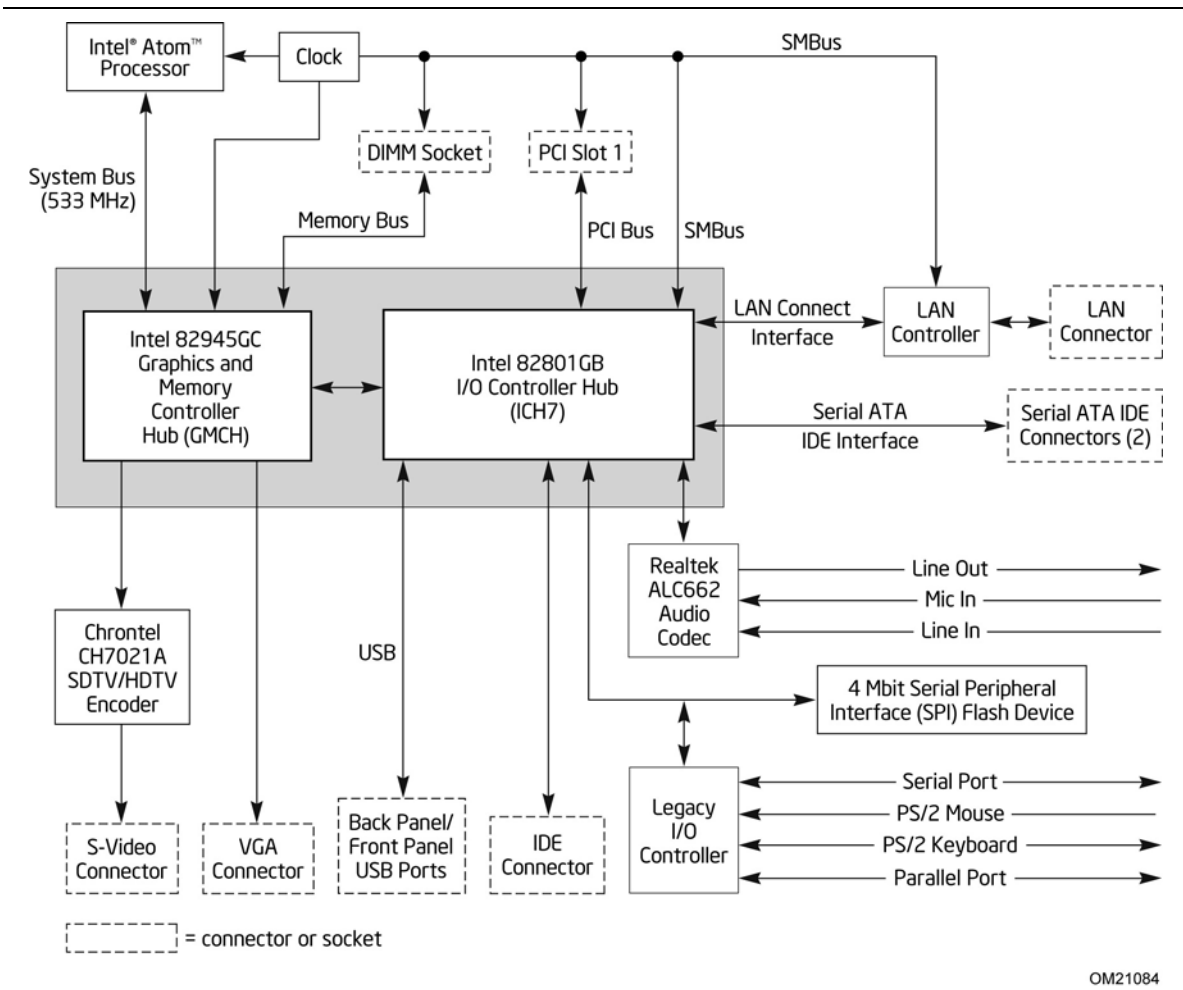 Intel® Atom™
Processor
Clock
SMBus
DIMM Socket
PCI Slot 1
System Bus
(533 MHz)
Memory Bus
PCI Bus
SMBus
Intel 82945GC
Graphics and
Memory
Controller
Hub (GMCH)
Intel 82801GB
I/O Controller Hub
(ICH7)
LAN Connect
Interface
LAN
Controller
LAN
Connector
Serial ATA
IDE Interface
Serial ATA IDE
Connectors (2)
Realtek
ALC662
Audio
Codec
Line Out
Mic In
Line In
Chrontel
CH7021A
SDTV/HDTV
Encoder
USB
4 Mbit Serial Peripheral
Interface (SPI) Flash Device
Legacy
I/O
Controller
Serial Port
PS/2 Mouse
PS/2 Keyboard
Parallel Port
S-Video
Connector
VGA
Connector
Back Panel/
Front Panel
USB Ports
IDE
Connector
= connector or socket
OM21084